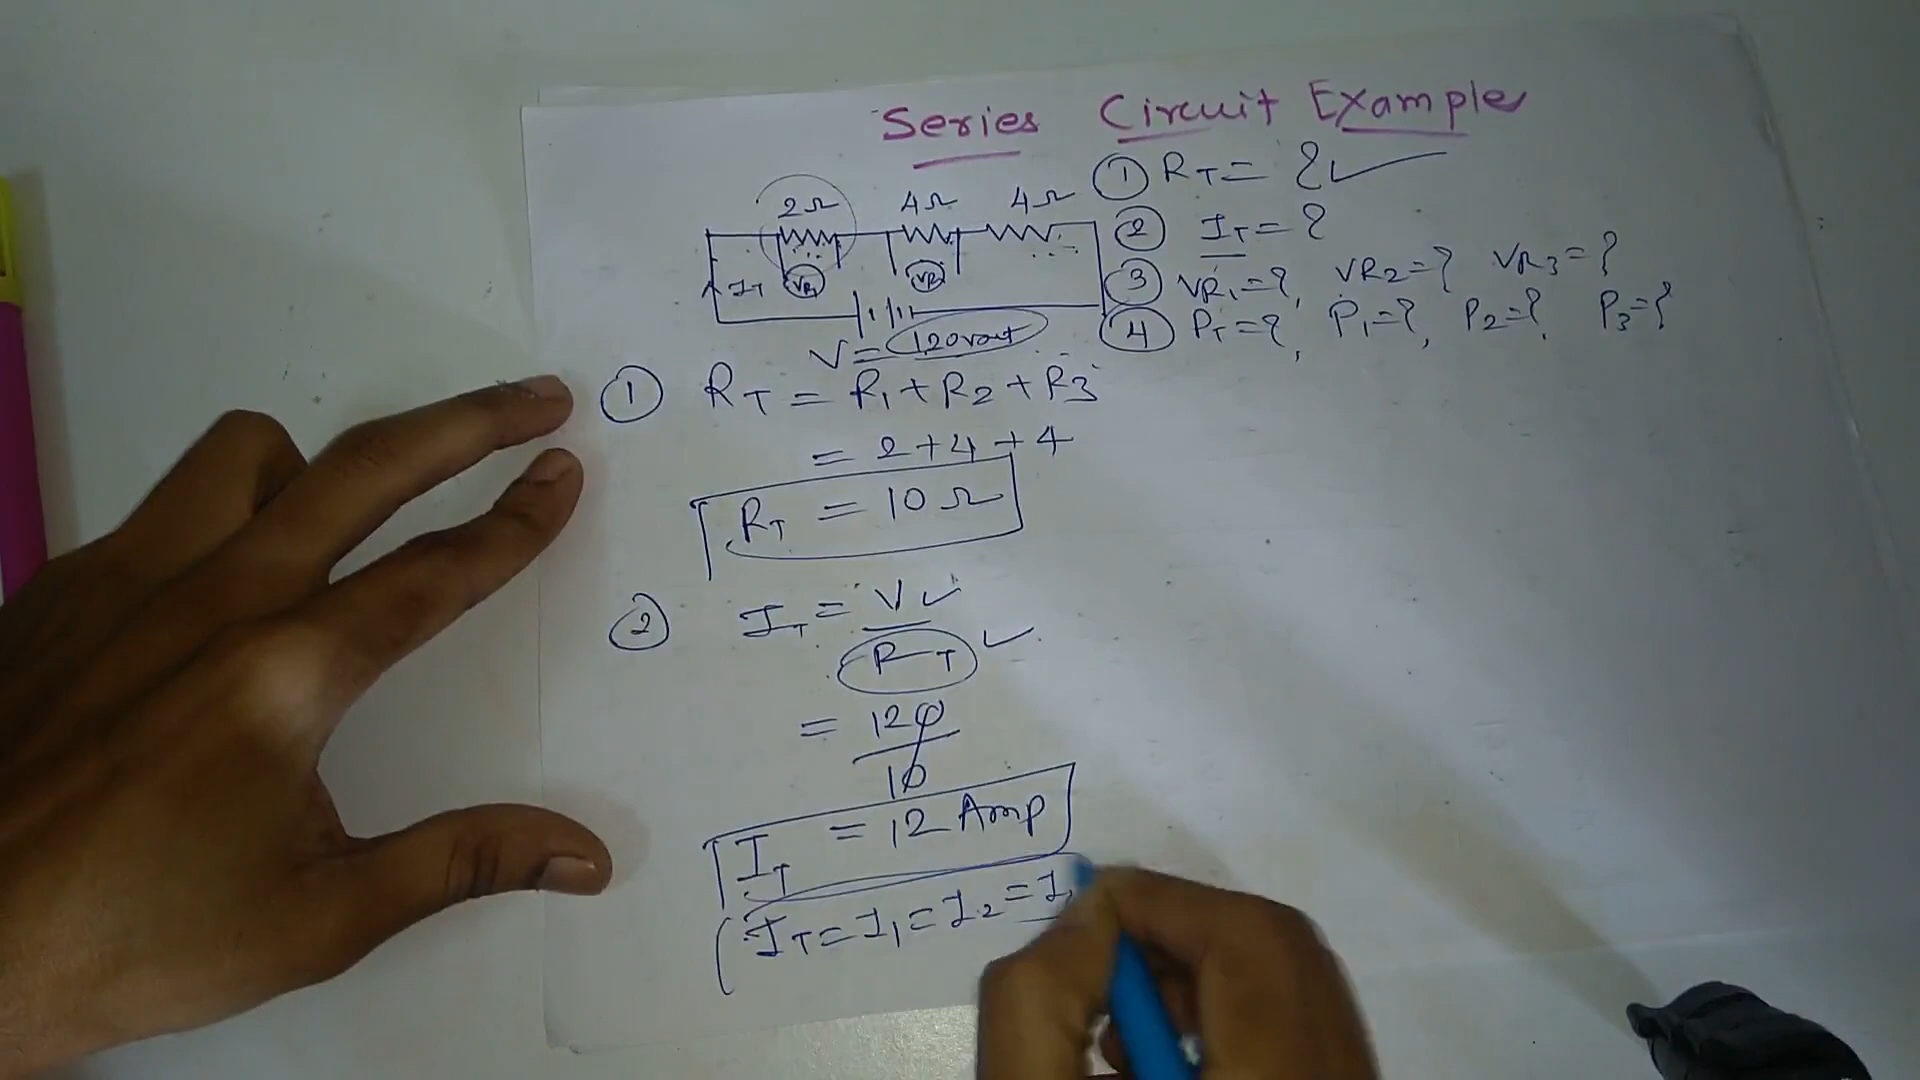 Series Circuit Example
2Ω 4Ω 4Ω
IT VR1 VR2
V = 120volt
① RT = ?
② IT = ?
③ VR1 = ?, VR2 = ? VR3 = ?
④ PT = ?, P1 = ?, P2 = ?, P3 = ?
① RT = R1 + R2 + R3
= 2 + 4 + 4
RT = 10 Ω
② IT = V / RT
= 120 / 10
IT = 12 Amp
IT = I1 = I2 = I